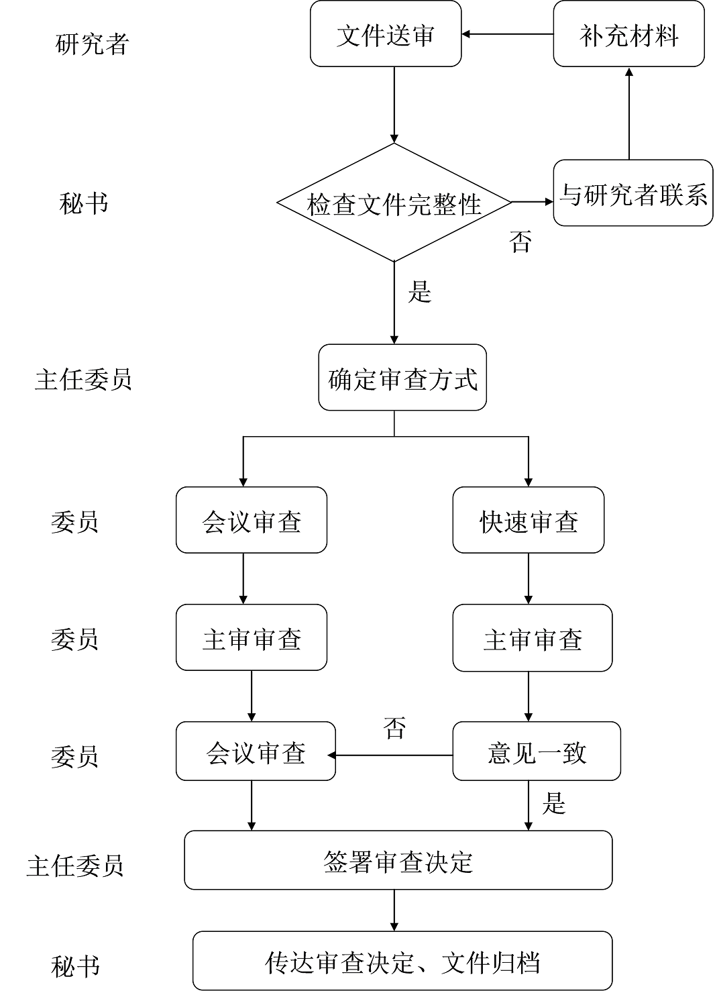 研究者
文件送审
补充材料
秘书
检查文件完整性
与研究者联系
否
是
主任委员
确定审查方式
委员
会议审查
快速审查
委员
主审审查
主审审查
委员
会议审查
否
意见一致
是
主任委员
签署审查决定
秘书
传达审查决定、文件归档